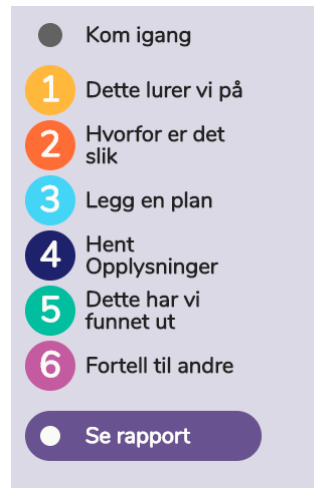 Kom igang
1 Dette lurer vi på
2 Hvorfor er det
slik
3 Legg en plan
4 Hent
Opplysninger
5 Dette har vi
funnet ut
6 Fortell til andre
Se rapport